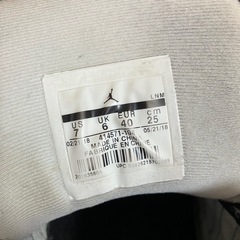 LNM
US UK EUR cm
7 6 40 25
02/21/18 05/21/18
MADE IN CHINA
FABRIQUE EN CHINE
UPC